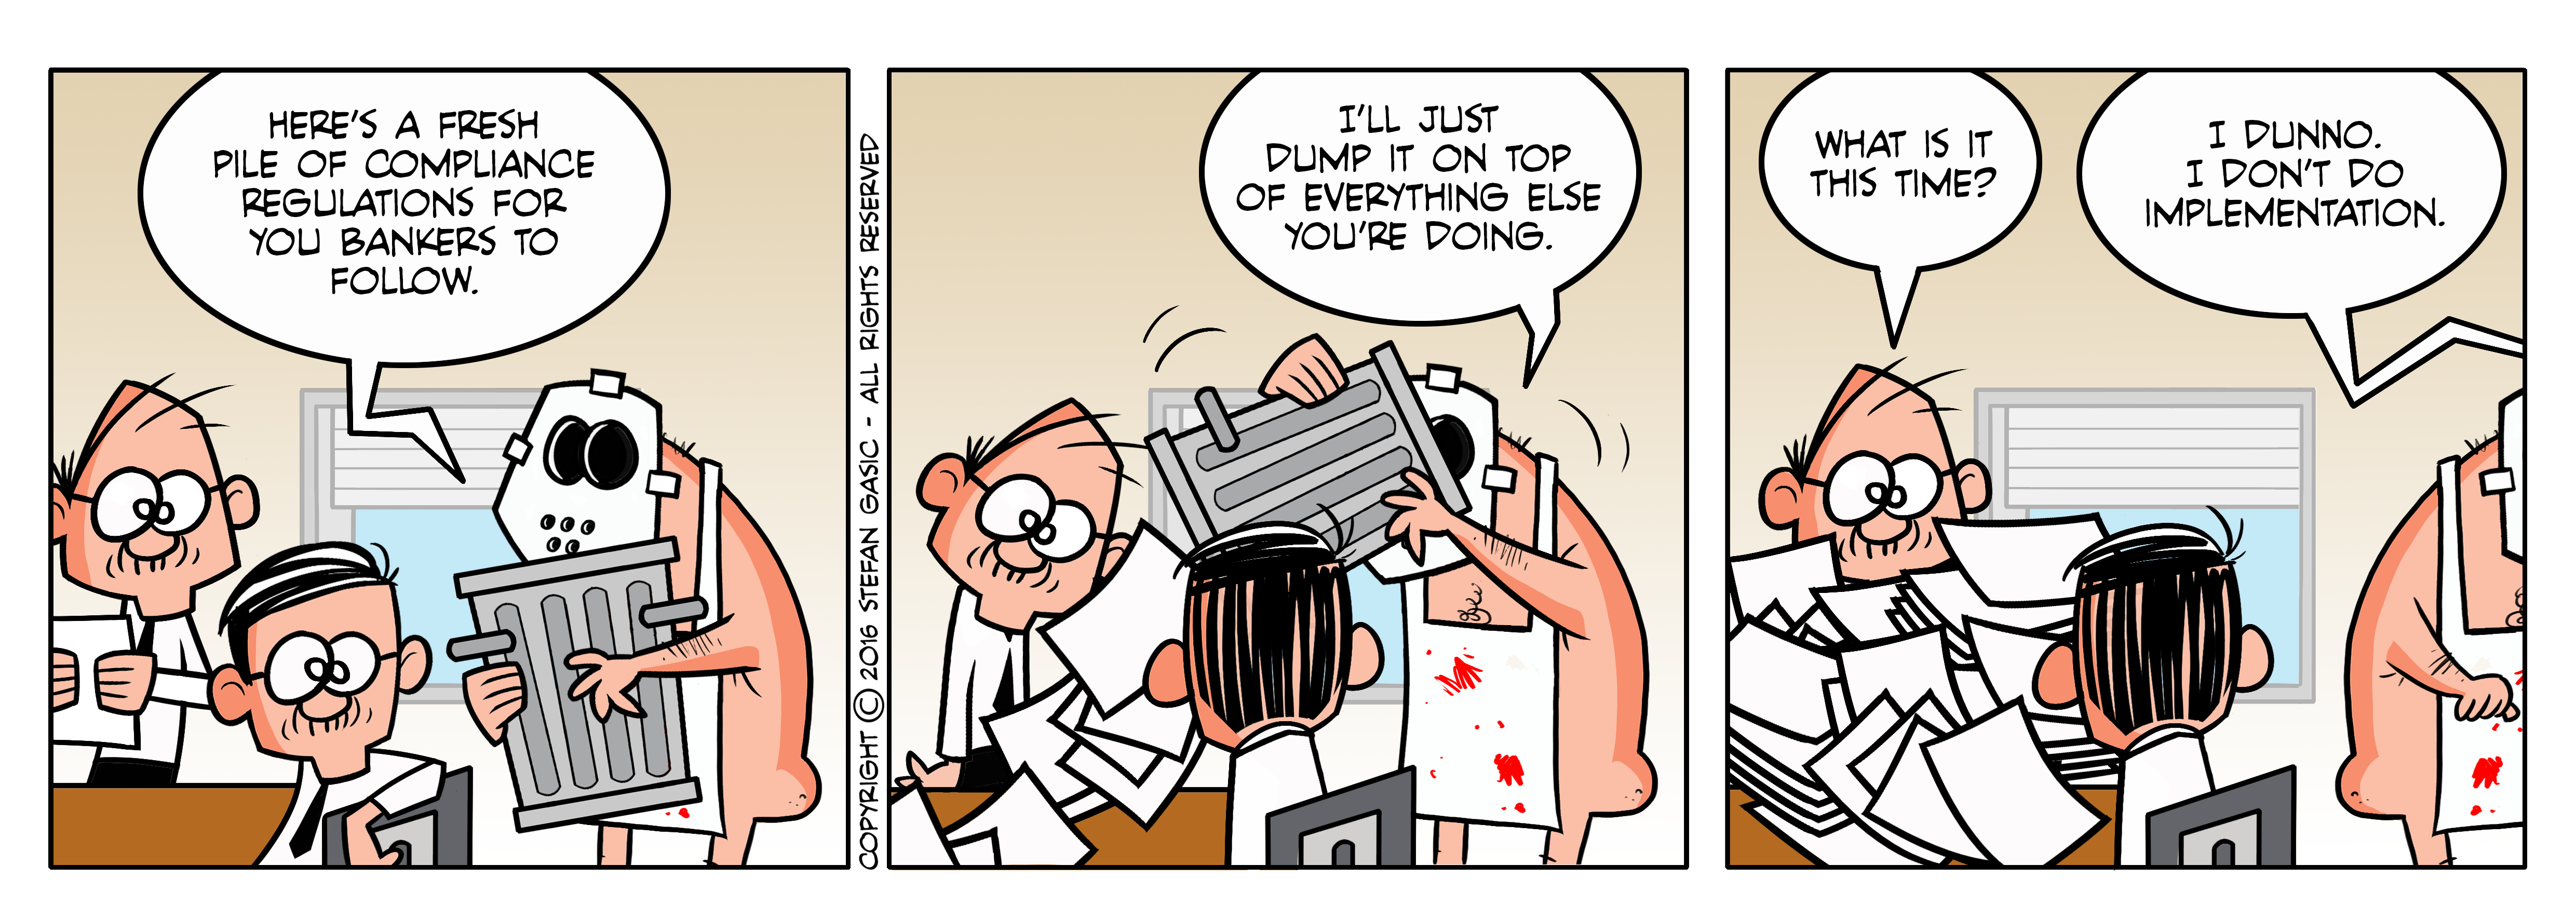 HERE'S A FRESH
PILE OF COMPLIANCE
REGULATIONS FOR
YOU BANKERS TO
FOLLOW.
COPYRIGHT © 2016 STEFAN GASIC - ALL RIGHTS RESERVED
I'LL JUST
DUMP IT ON TOP
OF EVERYTHING ELSE
YOU'RE DOING.
WHAT IS IT
THIS TIME?
I DUNNO.
I DON'T DO
IMPLEMENTATION.